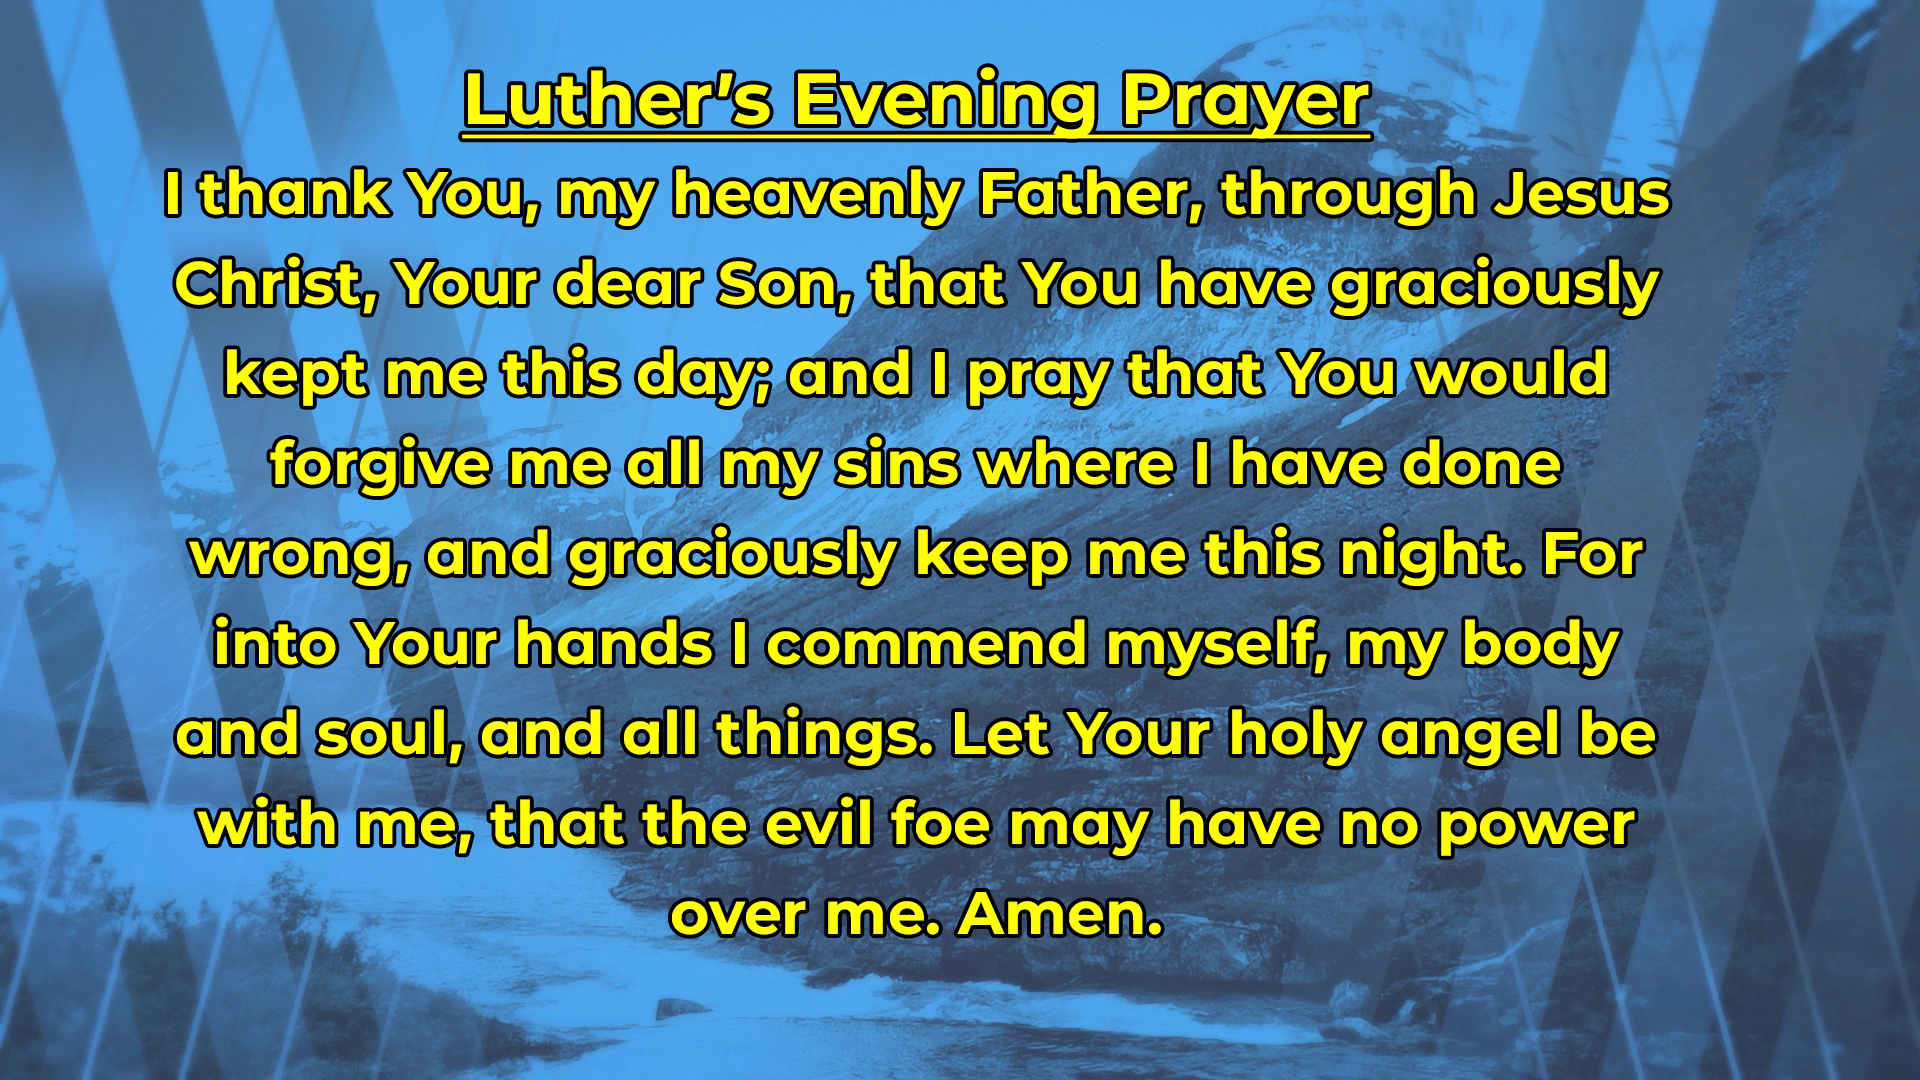 Luther’s Evening Prayer
I thank You, my heavenly Father, through Jesus
Christ, Your dear Son, that You have graciously
kept me this day; and I pray that You would
forgive me all my sins where I have done
wrong, and graciously keep me this night. For
into Your hands I commend myself, my body
and soul, and all things. Let Your holy angel be
with me, that the evil foe may have no power
over me. Amen.